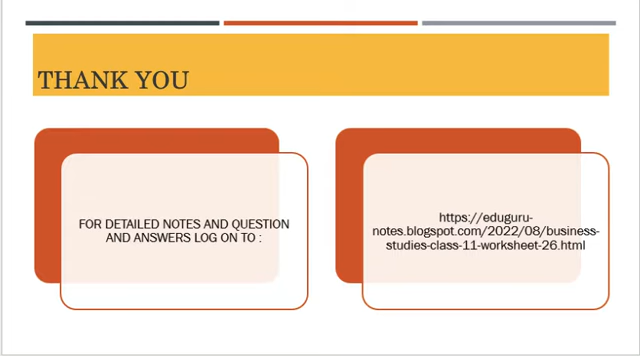 THANK YOU
FOR DETAILED NOTES AND QUESTION
AND ANSWERS LOG ON TO :
https://eduguru-
notes.blogspot.com/2022/08/business-
studies-class-11-worksheet-26.html